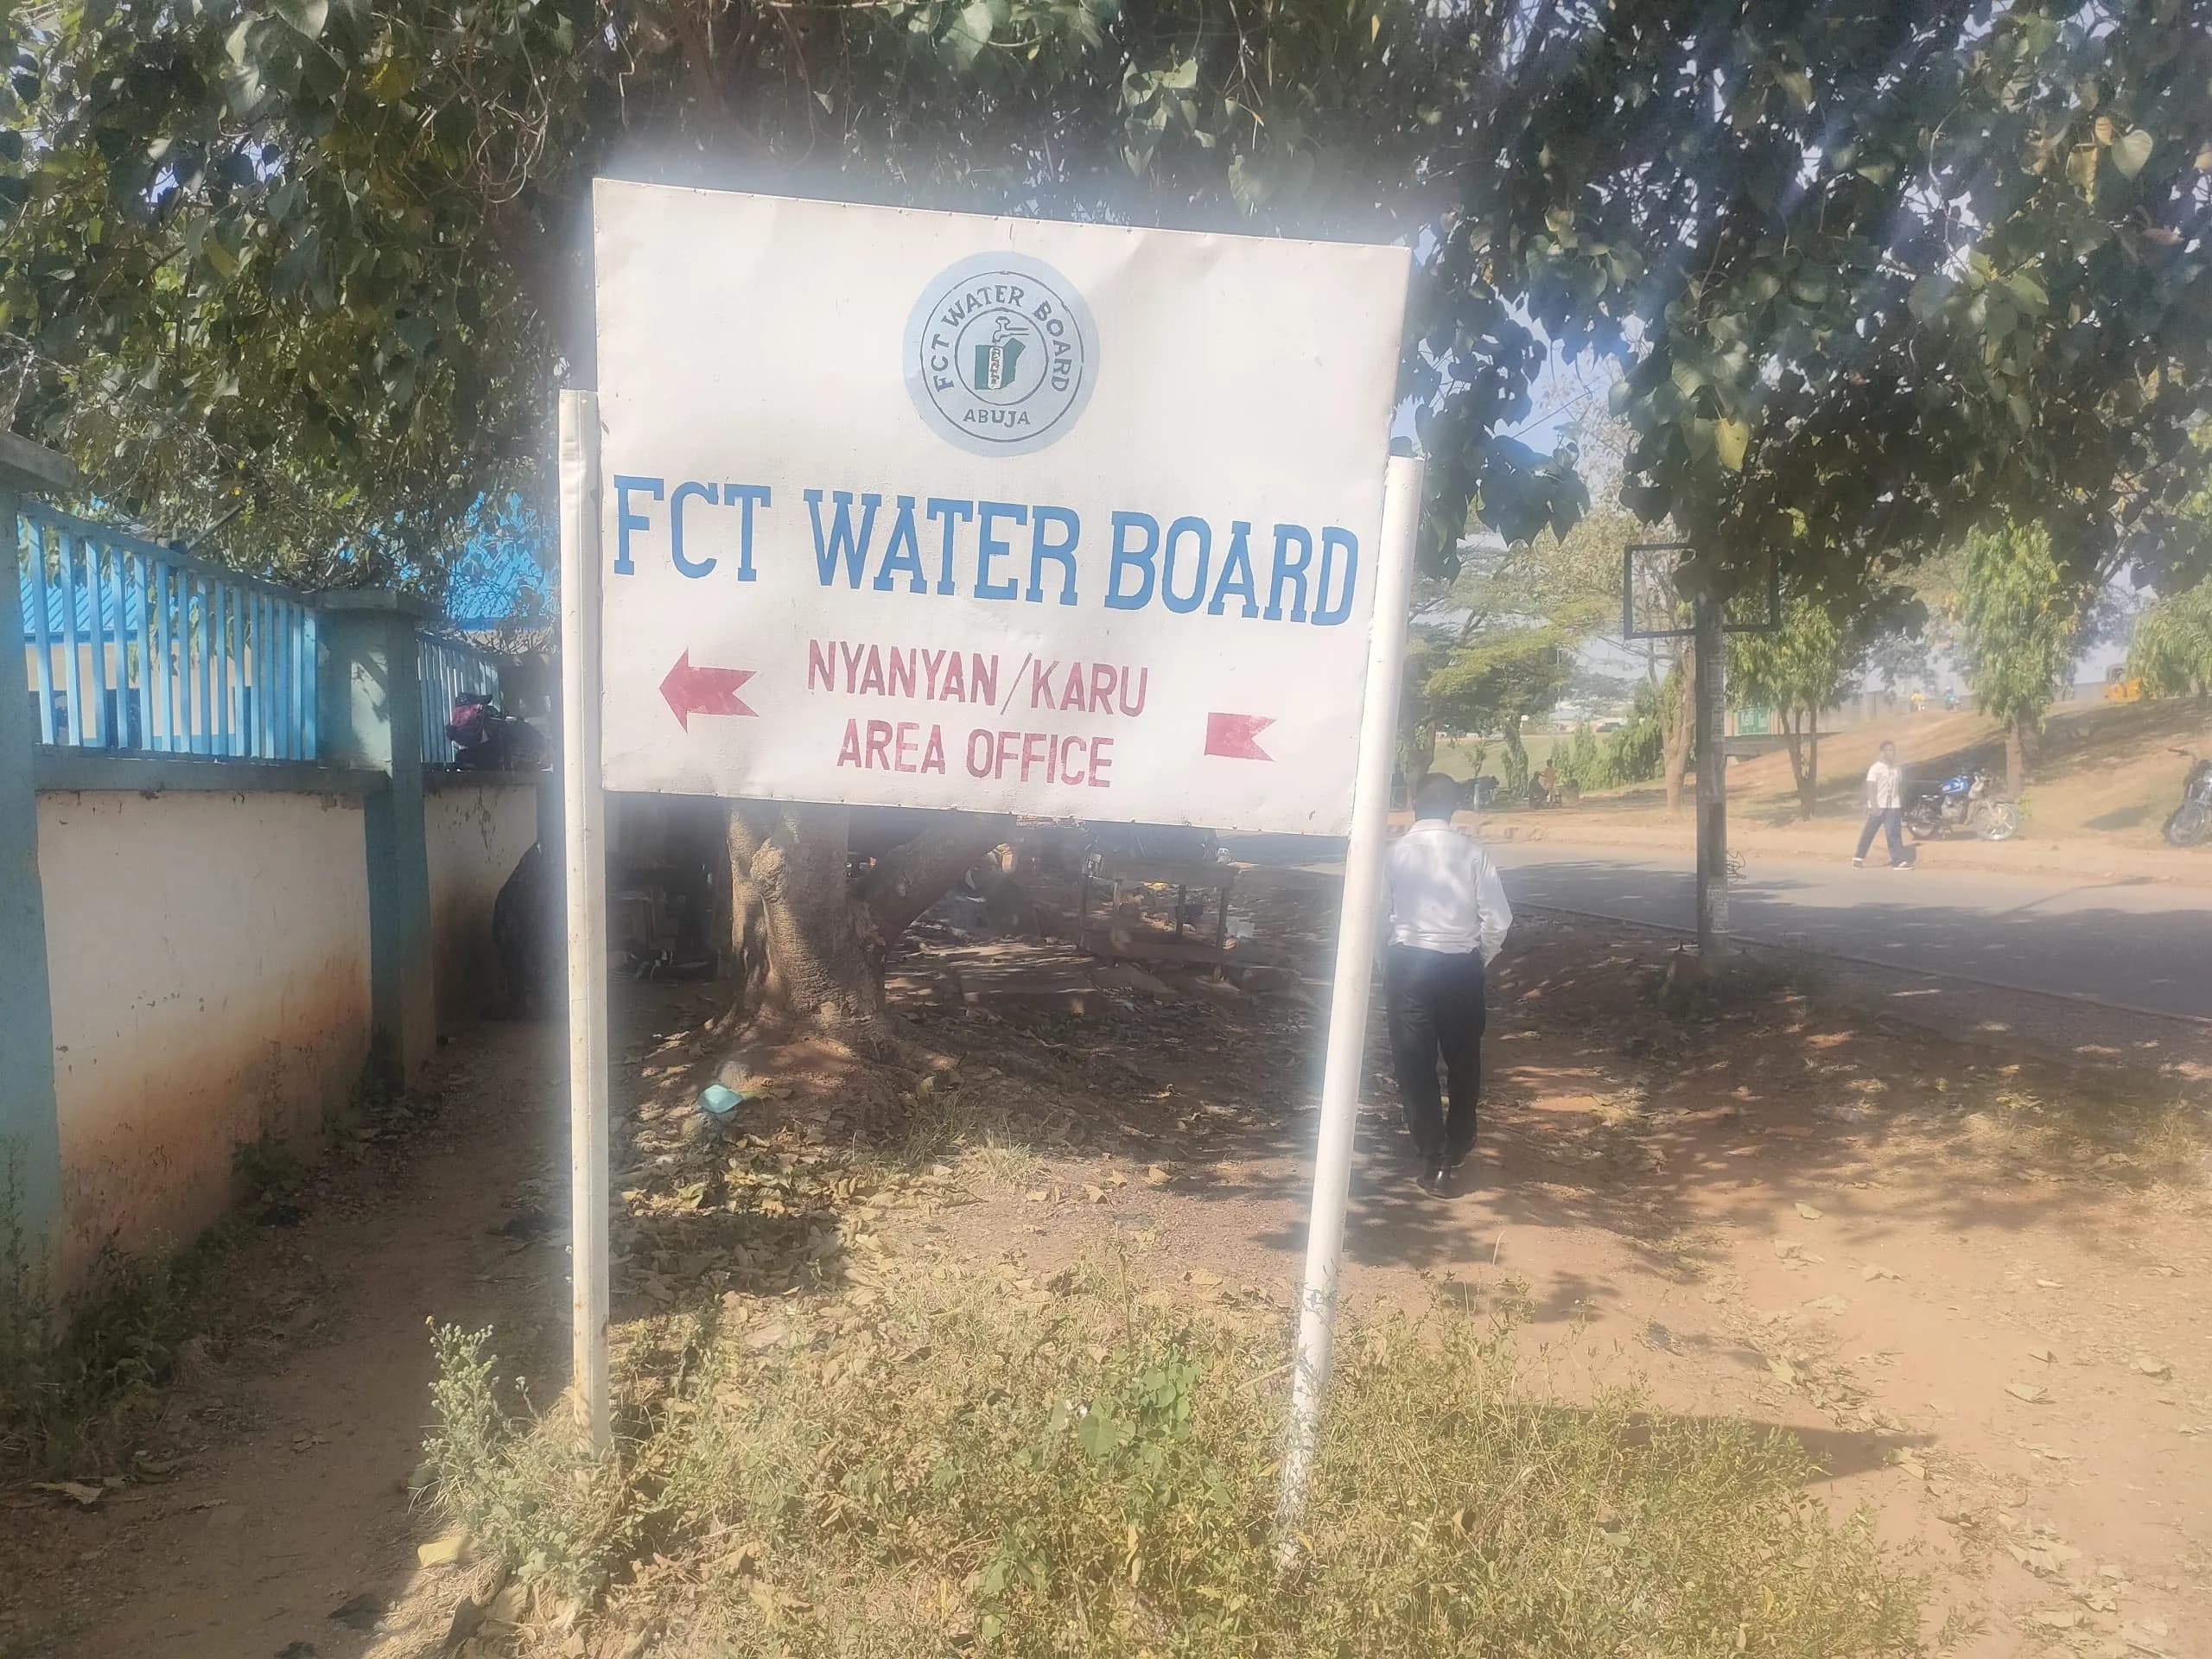 FCT WATER BOARD
ABUJA
FCT WATER BOARD
NYANYAN/KARU
AREA OFFICE